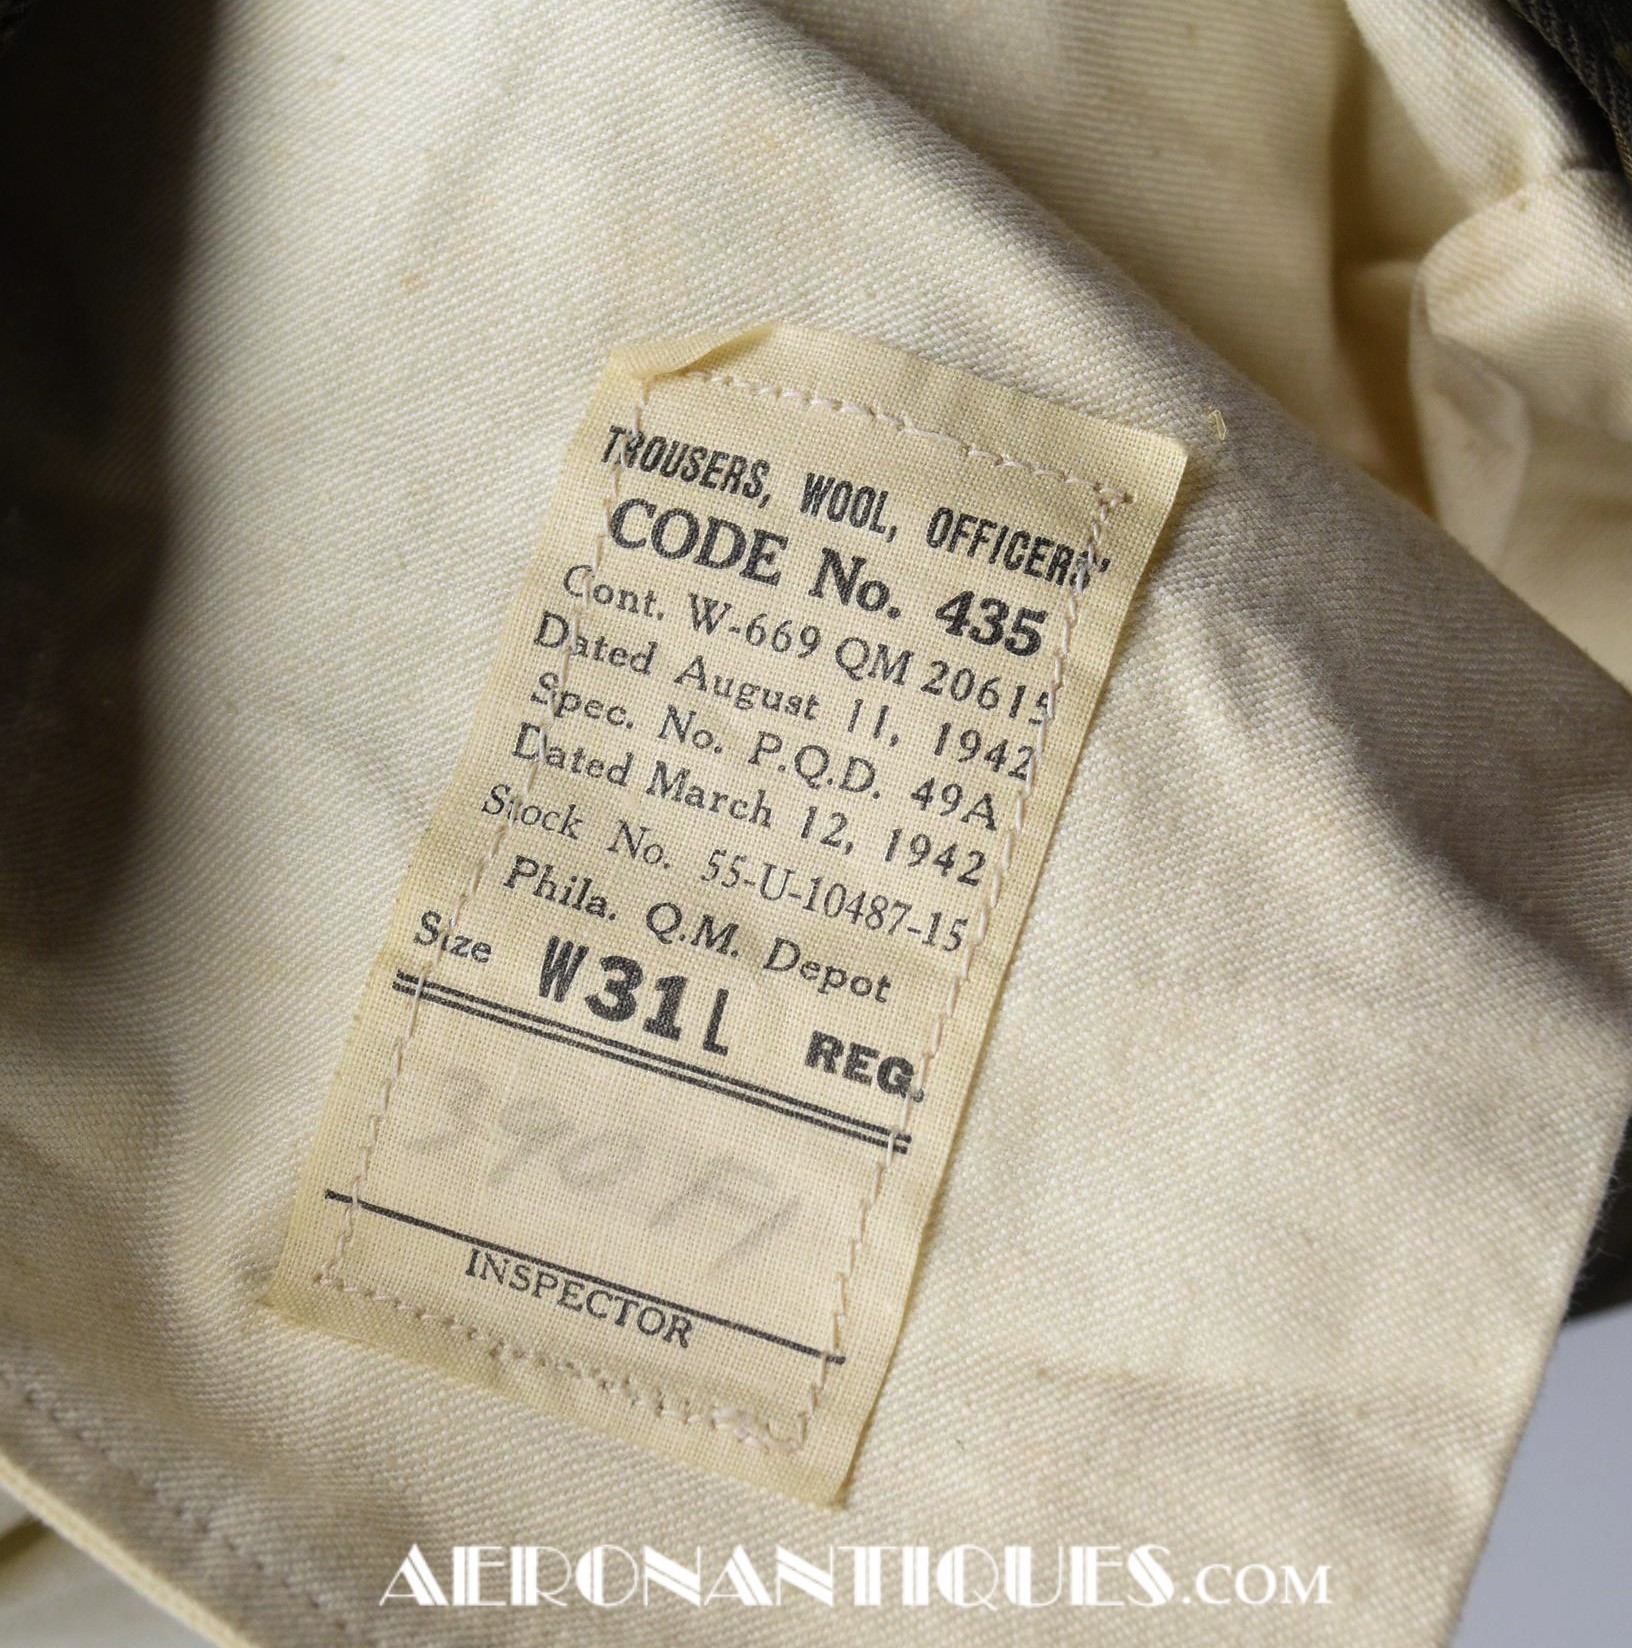 TROUSERS, WOOL, OFFICERS'
CODE No. 435
Cont. W-669 QM 20615
Dated August 11, 1942
Spec. No. P.Q.D. 49A
Dated March 12, 1942
Stock No. 55-U-10487-15
Phila. Q.M. Depot
Size W31L REG.
INSPECTOR
AERONANTIQUES.COM